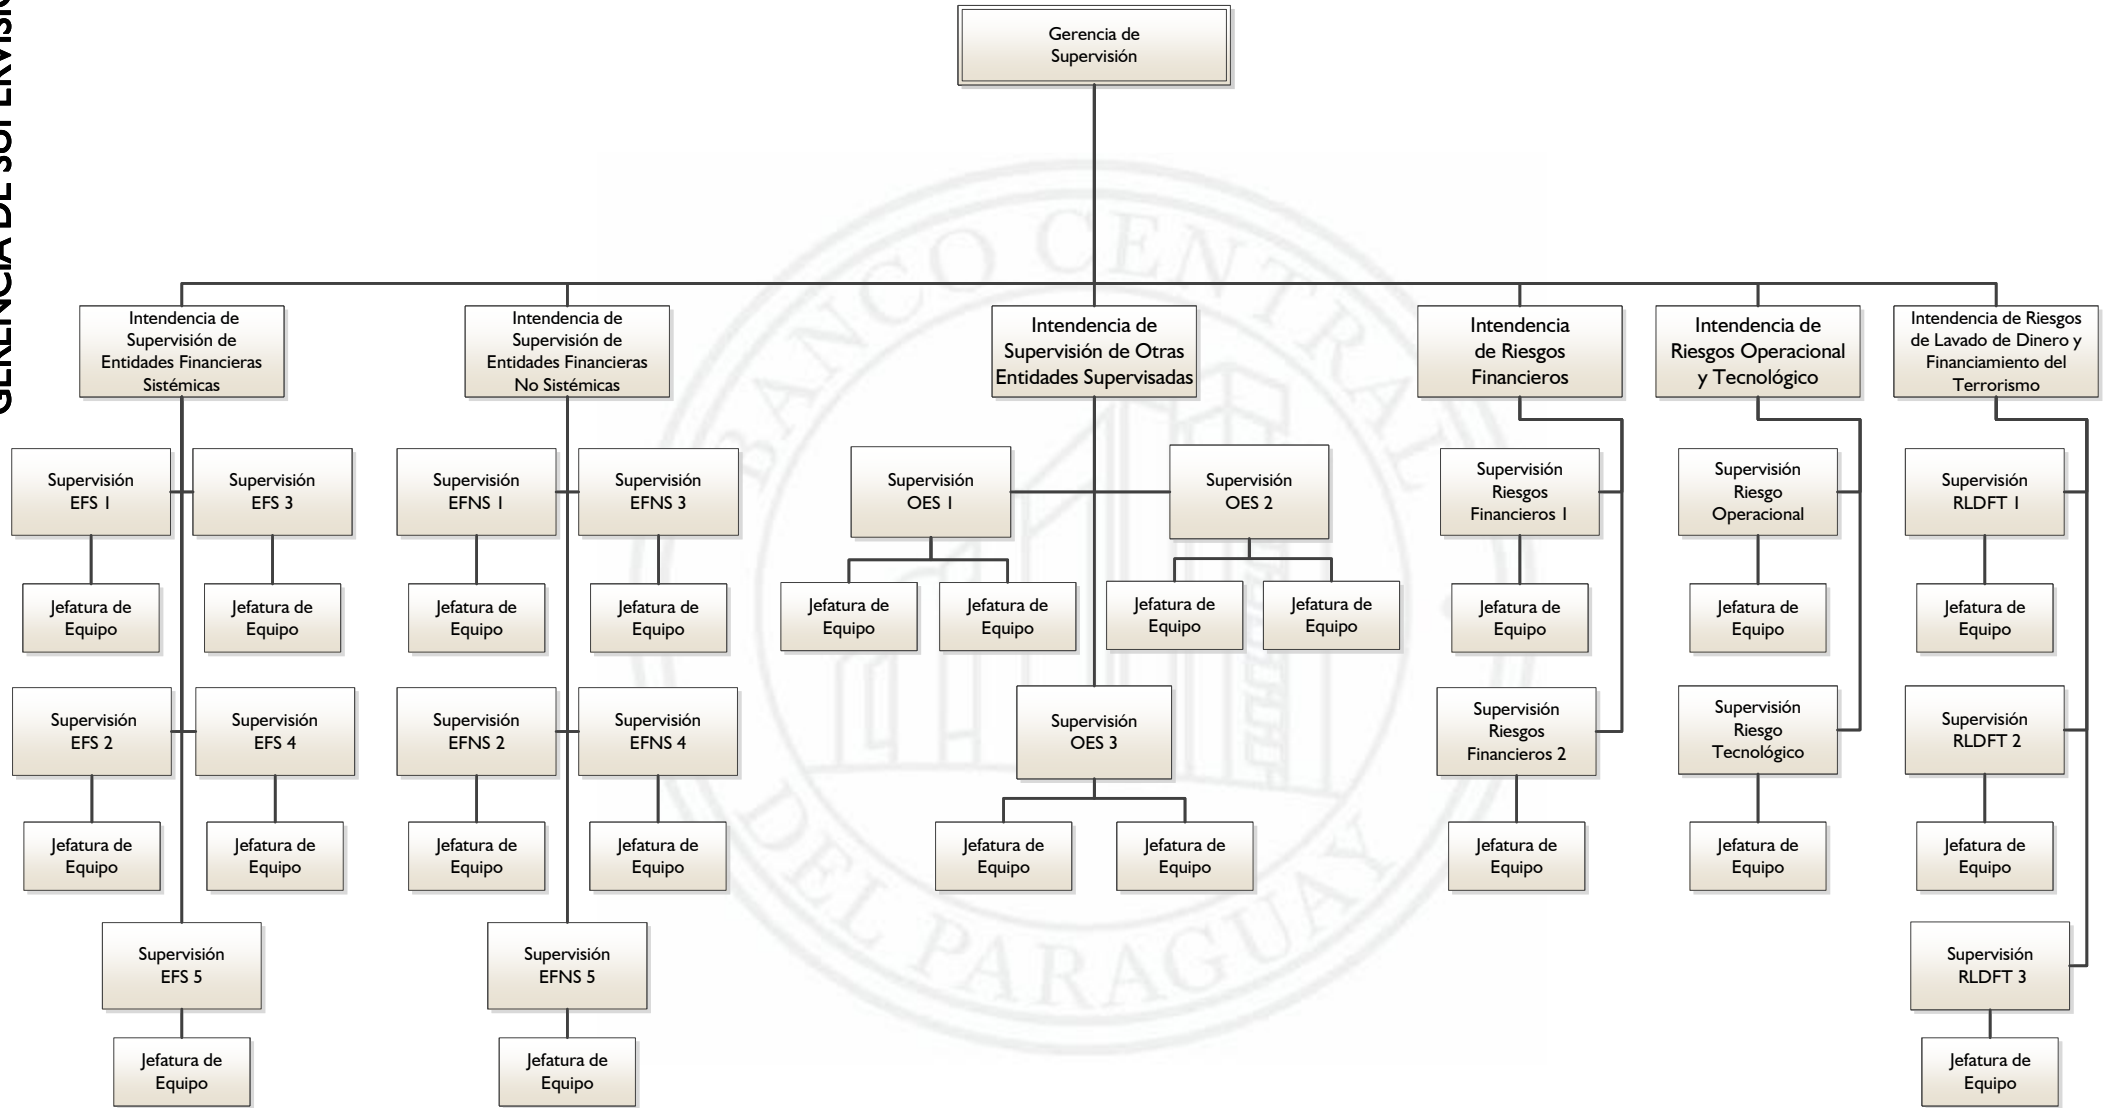 GERENCIA DE
Gerencia de
Supervisión
BANCO CENTRAL
DEL PARAGUAY
Intendencia de
Supervisión de
Entidades Financieras
Sistémicas
Intendencia de
Supervisión de
Entidades Financieras
No Sistémicas
Intendencia de
Supervisión de Otras
Entidades Supervisadas
Intendencia
de Riesgos
Financieros
Intendencia de
Riesgos Operacional
y Tecnológico
Intendencia de Riesgos
de Lavado de Dinero y
Financiamiento del
Terrorismo
Supervisión
EFS 1
Supervisión
EFS 3
Supervisión
EFNS 1
Supervisión
EFNS 3
Supervisión
OES 1
Supervisión
OES 2
Supervisión
Riesgos
Financieros 1
Supervisión
Riesgo
Operacional
Supervisión
RLDFT 1
Jefatura de
Equipo
Jefatura de
Equipo
Jefatura de
Equipo
Jefatura de
Equipo
Jefatura de
Equipo
Jefatura de
Equipo
Jefatura de
Equipo
Jefatura de
Equipo
Jefatura de
Equipo
Jefatura de
Equipo
Jefatura de
Equipo
Supervisión
EFS 2
Supervisión
EFS 4
Supervisión
EFNS 2
Supervisión
EFNS 4
Supervisión
OES 3
Supervisión
Riesgos
Financieros 2
Supervisión
Riesgo
Tecnológico
Supervisión
RLDFT 2
Jefatura de
Equipo
Jefatura de
Equipo
Jefatura de
Equipo
Jefatura de
Equipo
Jefatura de
Equipo
Jefatura de
Equipo
Jefatura de
Equipo
Jefatura de
Equipo
Jefatura de
Equipo
Supervisión
EFS 5
Supervisión
EFNS 5
Supervisión
RLDFT 3
Jefatura de
Equipo
Jefatura de
Equipo
Jefatura de
Equipo